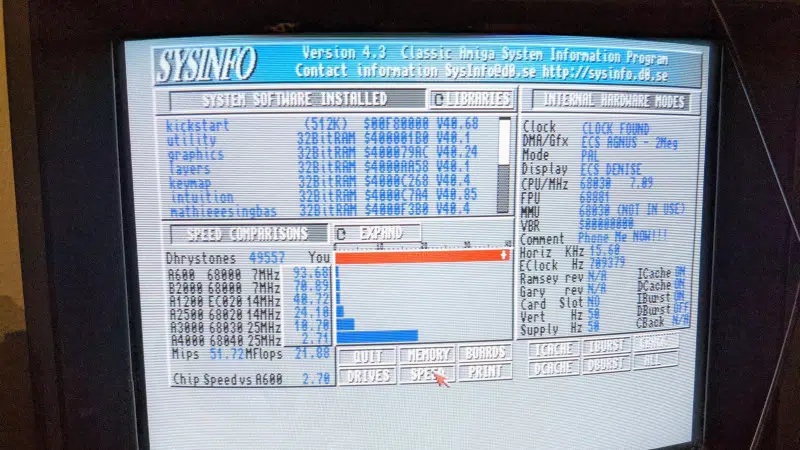 SYSINFO
Version 4.3 Classic Amiga System Information Program
Contact information SysInfo@d0.se http://sysinfo.d0.se
SYSTEM SOFTWARE INSTALLED LIBRARIES
kickstart (512K) $00F80000 V40.68
utility 32BitRAM $400001B0 V40.1
graphics 32BitRAM $400079AC V40.24
layers 32BitRAM $4000AA58 V40.1
keymap 32BitRAM $4000C268 V40.4
intuition 32BitRAM $4000C7A4 V40.85
mathieeesingbas 32BitRAM $4000F3B0 V40.4
SPEED COMPARISONS EXPAND
Dhrystones 49557 You
A600 68000 7MHz 93.68
B2000 68000 7MHz 70.89
A1200 EC020 14MHz 40.72
A2500 68020 14MHz 24.10
A3000 68030 25MHz 10.70
A4000 68040 25MHz 2.71
Mips 51.72 MFlops 21.88
Chip Speed vs A600 2.70
QUIT MEMORY BOARDS
DRIVES SPEED PRINT
INTERNAL HARDWARE MODES
Clock CLOCK FOUND
DMA/Gfx ECS AGNUS - 2Meg
Mode PAL
Display ECS DENISE
CPU/MHz 68030 7.09
FPU 68881
MMU 68030 (NOT IN USE)
VBR $00000000
Comment Phone Me NOW!!!
Horiz KHz 15.60
EClock Hz 709379
Ramsey rev N/A ICache ON
Gary rev N/A DCache ON
Card Slot NO IBurst ON
Vert Hz 50 DBurst OFF
Supply Hz 50 CBack N/A
ICACHE IBURST CBACK
DCACHE DBURST ALL